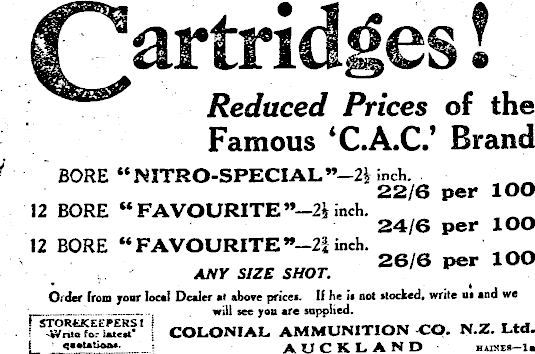 Cartridges!
Reduced Prices of the
Famous 'C.A.C.' Brand
BORE "NITRO-SPECIAL"—2½ inch.
22/6 per 100
12 BORE "FAVOURITE"—2½ inch.
24/6 per 100
12 BORE "FAVOURITE"—2¾ inch.
26/6 per 100
ANY SIZE SHOT.
Order from your local Dealer at above prices. If he is not stocked, write us and we
will see you are supplied.
STOREKEEPERS!
Write for latest
quotations.
COLONIAL AMMUNITION CO. N.Z. Ltd.
AUCKLAND
HAINES—1a